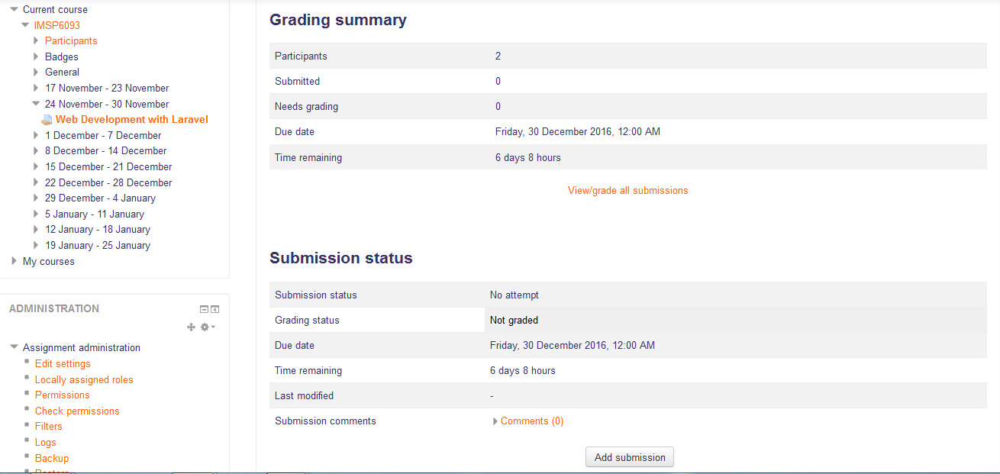 Current course
IMSP6093
Participants
Badges
General
17 November - 23 November
24 November - 30 November
Web Development with Laravel
1 December - 7 December
8 December - 14 December
15 December - 21 December
22 December - 28 December
29 December - 4 January
5 January - 11 January
12 January - 18 January
19 January - 25 January
My courses
ADMINISTRATION
Assignment administration
Edit settings
Locally assigned roles
Permissions
Check permissions
Filters
Logs
Backup
Grading summary
Participants 2
Submitted 0
Needs grading 0
Due date Friday, 30 December 2016, 12:00 AM
Time remaining 6 days 8 hours
View/grade all submissions
Submission status
Submission status No attempt
Grading status Not graded
Due date Friday, 30 December 2016, 12:00 AM
Time remaining 6 days 8 hours
Last modified -
Submission comments Comments (0)
Add submission